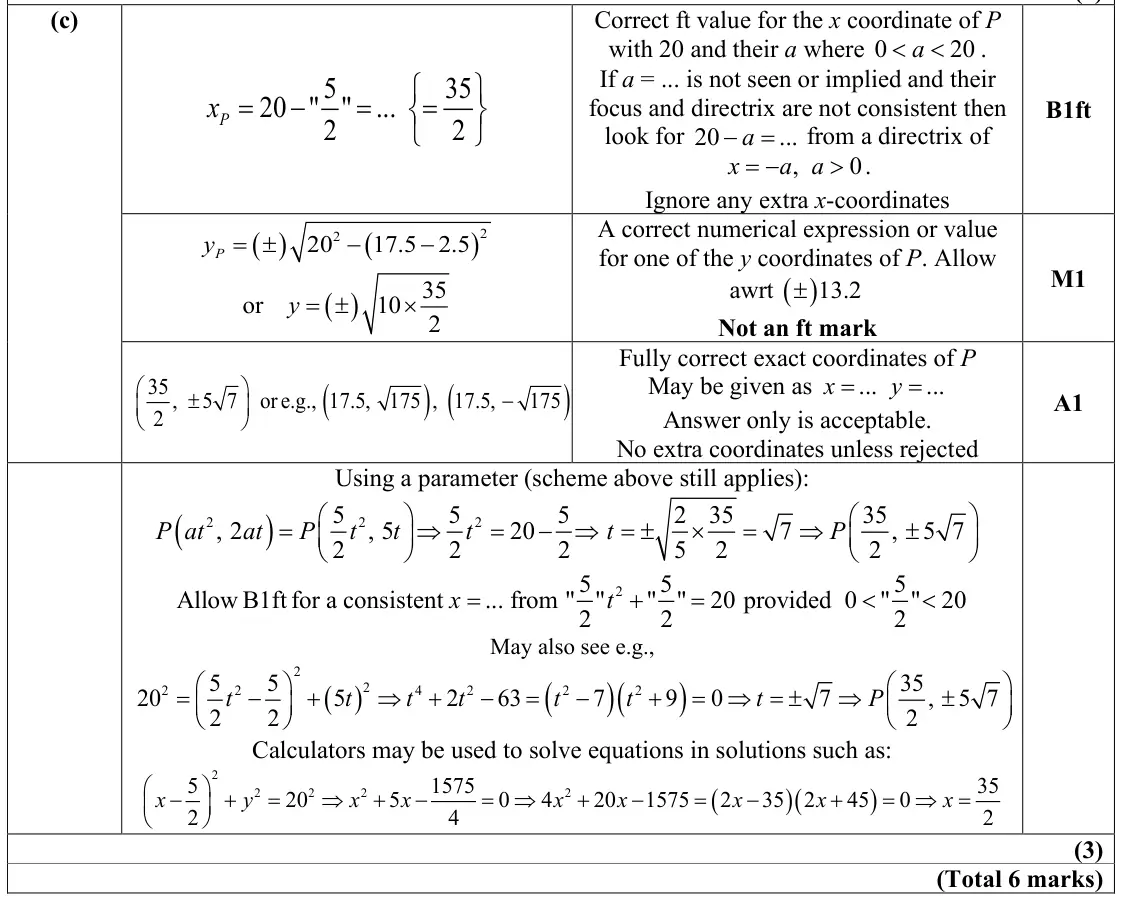 (c)
x_P = 20 − "5/2" = ... {= 35/2}
Correct ft value for the x coordinate of P
with 20 and their a where 0 < a < 20 .
If a = ... is not seen or implied and their
focus and directrix are not consistent then
look for 20 − a = ... from a directrix of
x = −a, a > 0 .
Ignore any extra x-coordinates
B1ft
y_P = (±) √(20² − (17.5 − 2.5)²)
or y = (±) √(10 × 35/2)
A correct numerical expression or value
for one of the y coordinates of P. Allow
awrt (±)13.2
Not an ft mark
M1
(35/2, ±5√7) or e.g., (17.5, √175), (17.5, −√175)
Fully correct exact coordinates of P
May be given as x = ... y = ...
Answer only is acceptable.
No extra coordinates unless rejected
A1
Using a parameter (scheme above still applies):
P(at², 2at) = P(5/2 t², 5t) ⇒ 5/2 t² = 20 − 5/2 ⇒ t = ±√(2/5 × 35/2) = √7 ⇒ P(35/2, ±5√7)
Allow B1ft for a consistent x = ... from "5/2"t² + "5/2" = 20 provided 0 < "5/2" < 20
May also see e.g.,
20² = (5/2 t² − 5/2)² + (5t)² ⇒ t⁴ + 2t² − 63 = (t² − 7)(t² + 9) = 0 ⇒ t = ±√7 ⇒ P(35/2, ±5√7)
Calculators may be used to solve equations in solutions such as:
(x − 5/2)² + y² = 20² ⇒ x² + 5x − 1575/4 = 0 ⇒ 4x² + 20x − 1575 = (2x − 35)(2x + 45) = 0 ⇒ x = 35/2
(3)
(Total 6 marks)